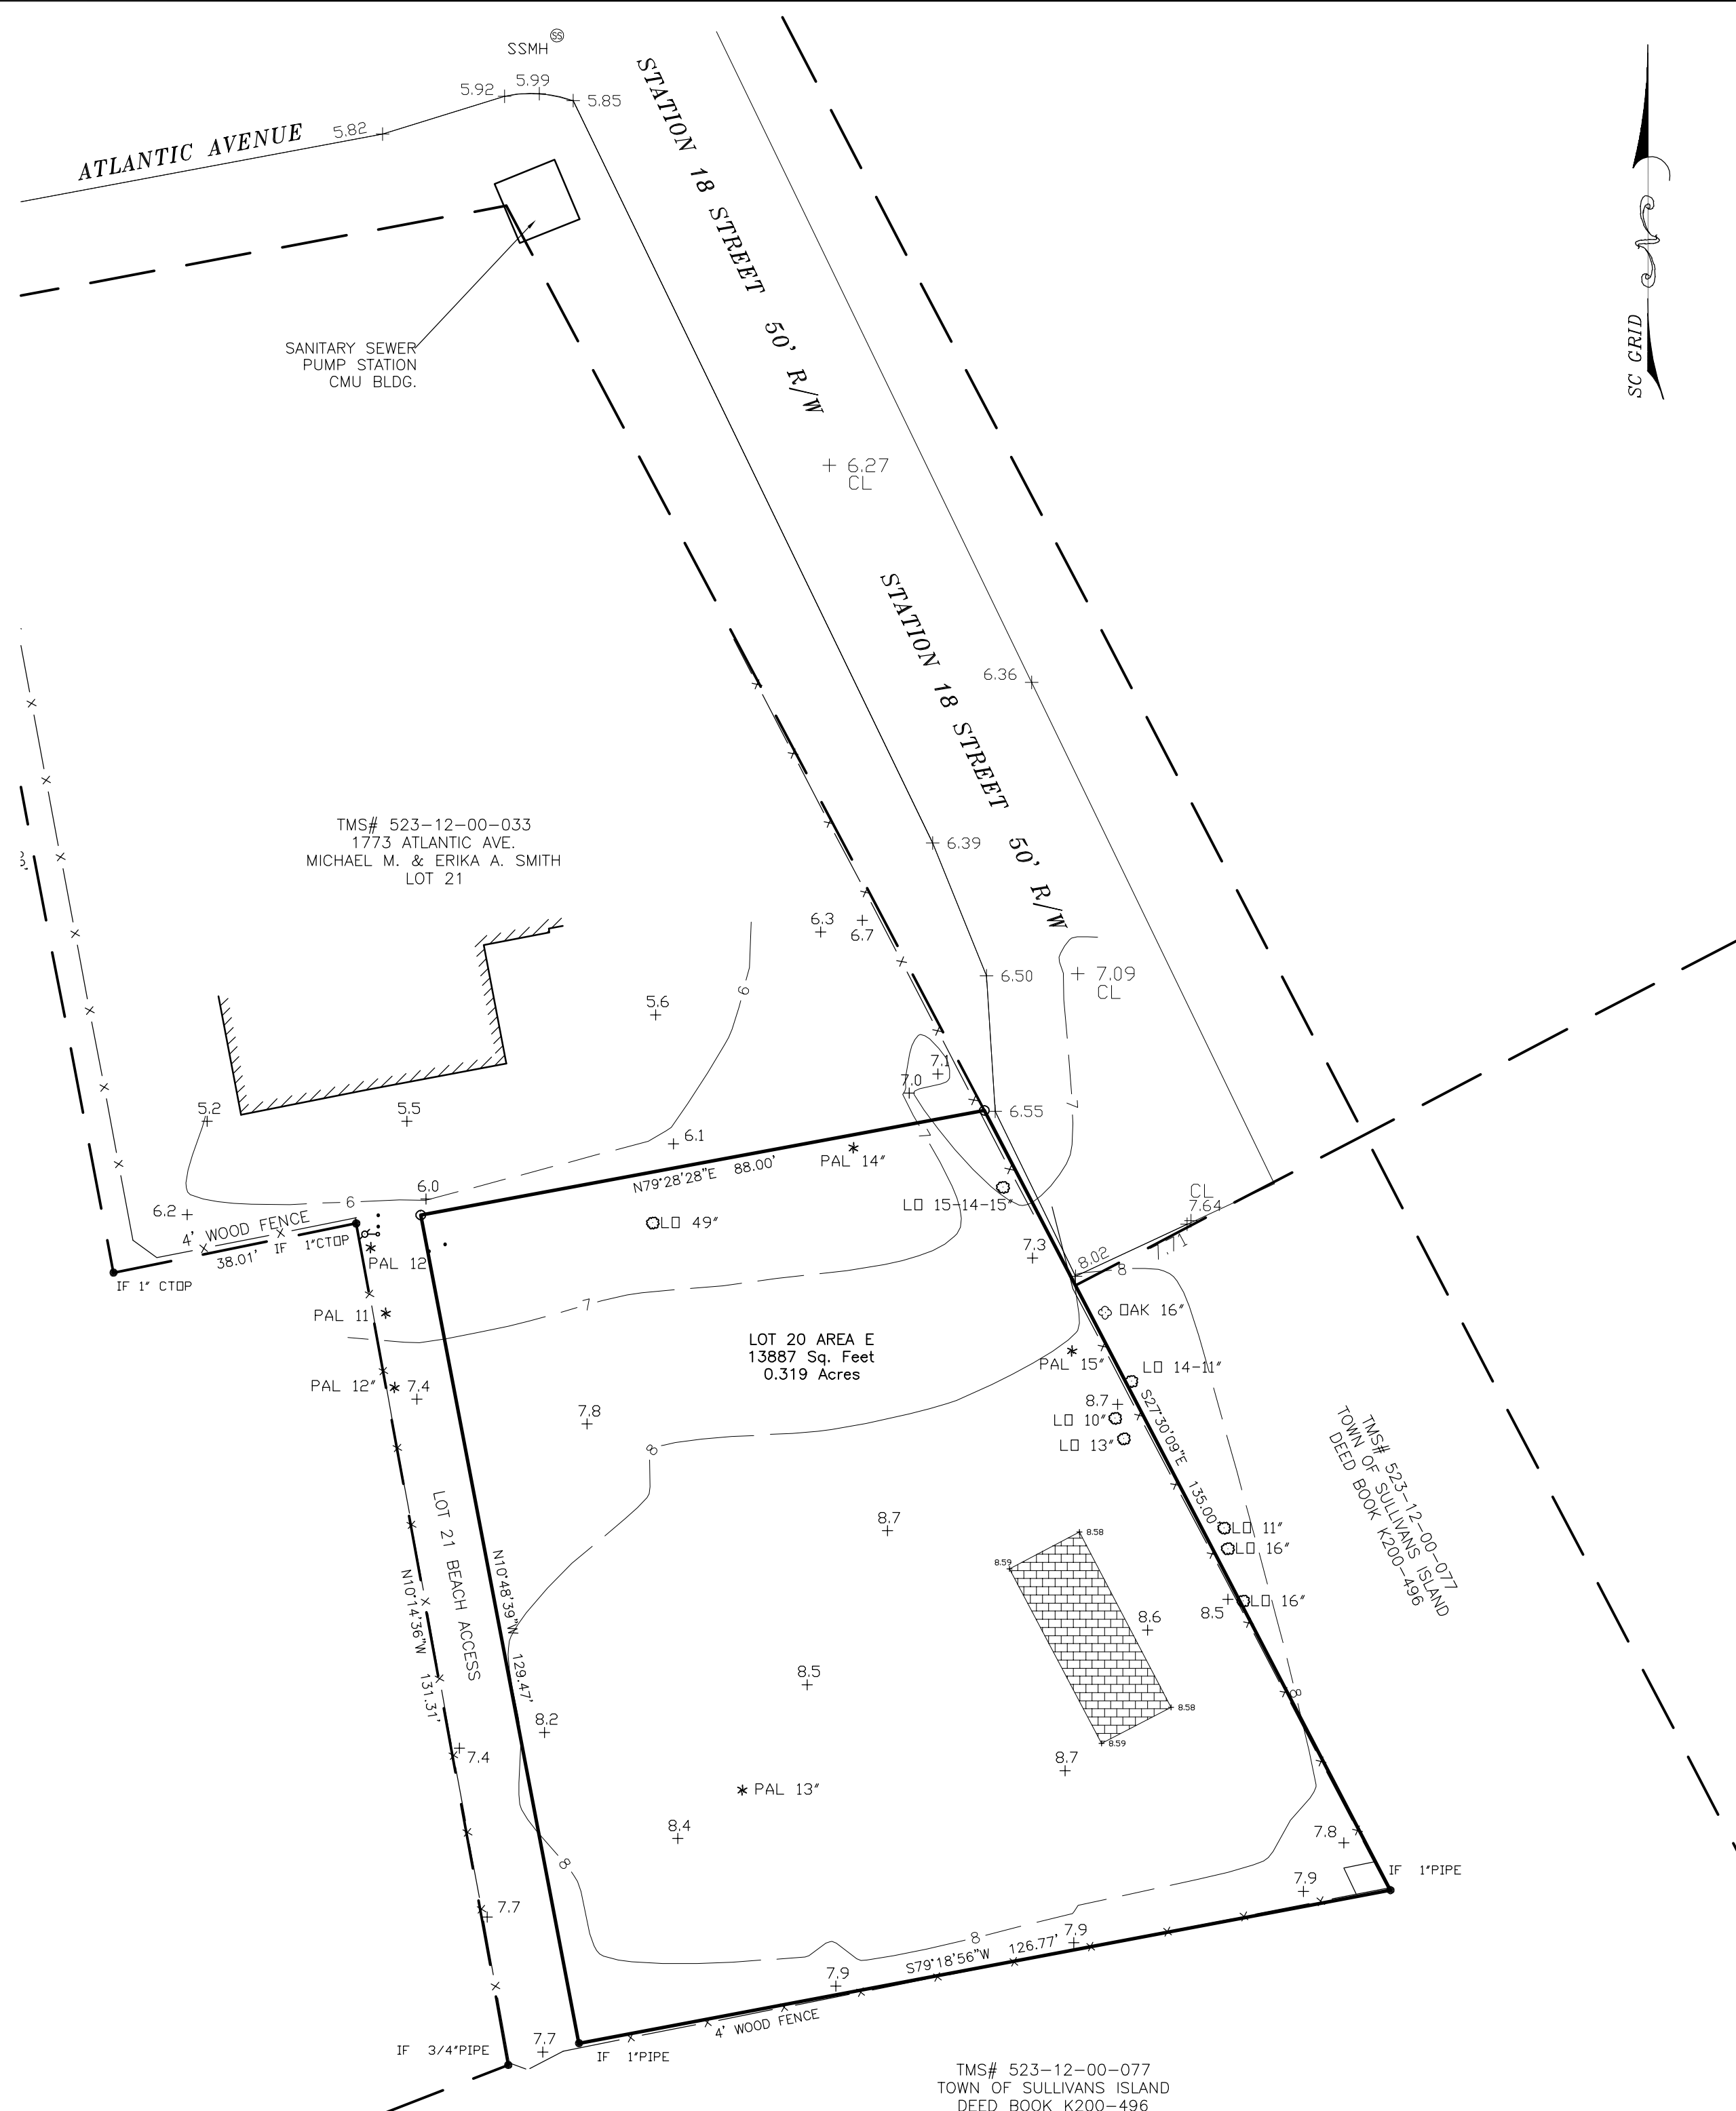 SSMH
SS
5.92
5.99
5.85
5.82
ATLANTIC AVENUE
STATION 18 STREET 50' R/W
SC GRID
SANITARY SEWER
PUMP STATION
CMU BLDG.
6.27
CL
STATION 18 STREET 50' R/W
6.36
TMS# 523-12-00-033
1773 ATLANTIC AVE.
MICHAEL M. & ERIKA A. SMITH
LOT 21
6.39
6.3
6.7
6.50
7.09
CL
6
5.6
7.1
7.0
7
6.55
7
5.2
5.5
6.1
PAL 14"
N79°28'28"E 88.00'
6.0
6
6.2
4' WOOD FENCE
38.01'
IF 1"CTOP
IF 1" CTOP
PAL 12
LO 49"
LO 15-14-15"
CL
7.64
7.71
7.3
8.02
8
PAL 11
7
OAK 16"
LOT 20 AREA E
13887 Sq. Feet
0.319 Acres
PAL 15"
LO 14-11"
PAL 12"
7.4
7.8
8.7
LO 10"
LO 13"
8
S27°30'09"E 135.00'
TMS# 523-12-00-077
TOWN OF SULLIVANS ISLAND
DEED BOOK K200-496
LOT 21 BEACH ACCESS
N10°14'36"W 131.31'
N10°48'39"W 129.47'
8.7
8.58
8.59
LO 11"
LO 16"
8.5
LO 16"
8.6
8.5
8
8.58
8.2
8.59
7.4
8.7
PAL 13"
8.4
7.8
8
IF 1"PIPE
7.9
7.7
8
7.9
S79°18'56"W 126.77'
7.9
4' WOOD FENCE
7.7
IF 3/4"PIPE
IF 1"PIPE
TMS# 523-12-00-077
TOWN OF SULLIVANS ISLAND
DEED BOOK K200-496